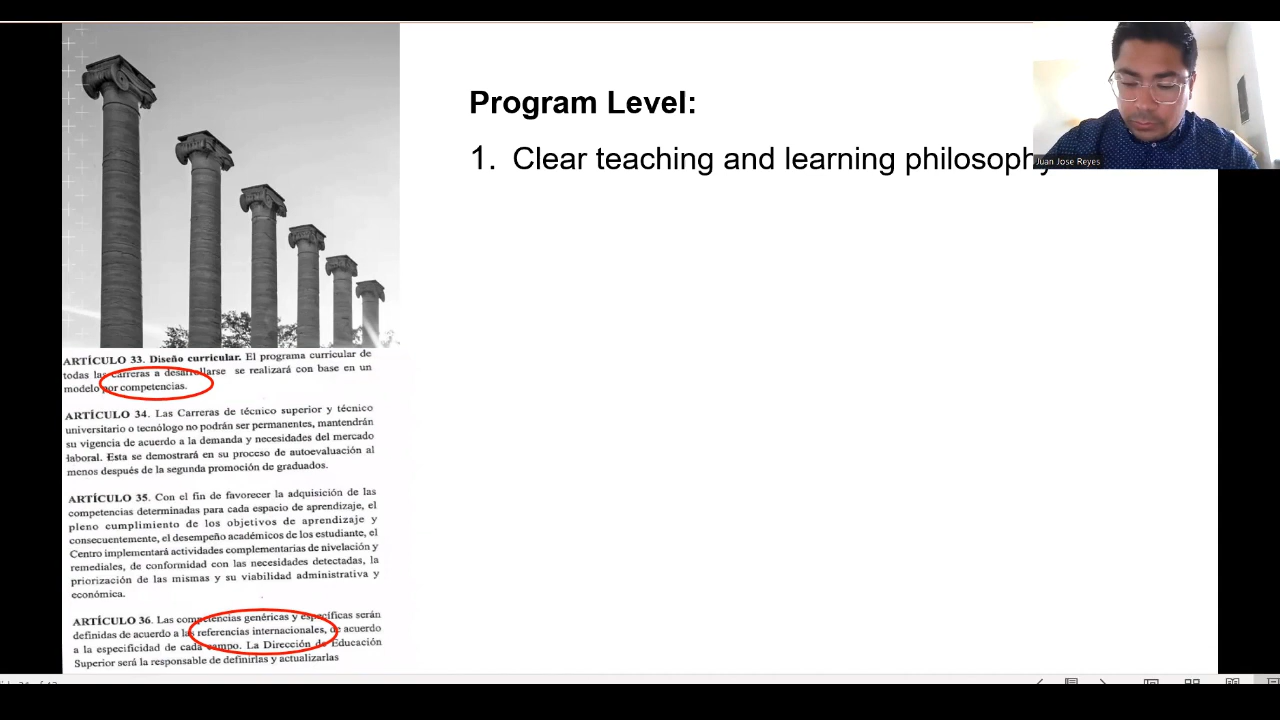 Program Level:
1. Clear teaching and learning philosophy
Juan Jose Reyes
ARTÍCULO 33. Diseño curricular. El programa curricular de
todas las carreras a desarrollarse se realizará con base en un
modelo por competencias.
ARTÍCULO 34. Las Carreras de técnico superior y técnico
universitario o tecnólogo no podrán ser permanentes, mantendrán
su vigencia de acuerdo a la demanda y necesidades del mercado
laboral. Esta se demostrará en su proceso de autoevaluación al
menos después de la segunda promoción de graduados.
ARTÍCULO 35. Con el fin de favorecer la adquisición de las
competencias determinadas para cada espacio de aprendizaje, el
pleno cumplimiento de los objetivos de aprendizaje y
consecuentemente, el desempeño académicos de los estudiante, el
Centro implementará actividades complementarias de nivelación y
remediales, de conformidad con las necesidades detectadas, la
priorización de las mismas y su viabilidad administrativa y
económica.
ARTÍCULO 36. Las competencias genéricas y específicas serán
definidas de acuerdo a las referencias internacionales, de acuerdo
a la especificidad de cada campo. La Dirección de Educación
Superior será la responsable de definirlas y actualizarlas